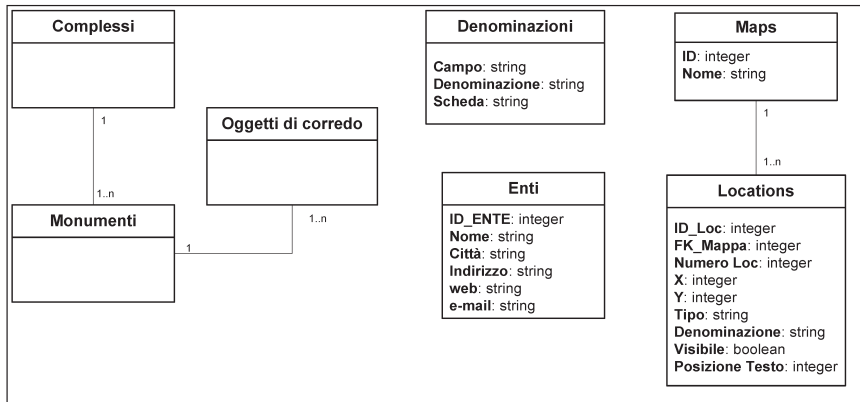 Complessi
1
1..n
Monumenti
1
Oggetti di corredo
1..n
Denominazioni
Campo: string
Denominazione: string
Scheda: string
Enti
ID_ENTE: integer
Nome: string
Città: string
Indirizzo: string
web: string
e-mail: string
Maps
ID: integer
Nome: string
1
1..n
Locations
ID_Loc: integer
FK_Mappa: integer
Numero Loc: integer
X: integer
Y: integer
Tipo: string
Denominazione: string
Visibile: boolean
Posizione Testo: integer